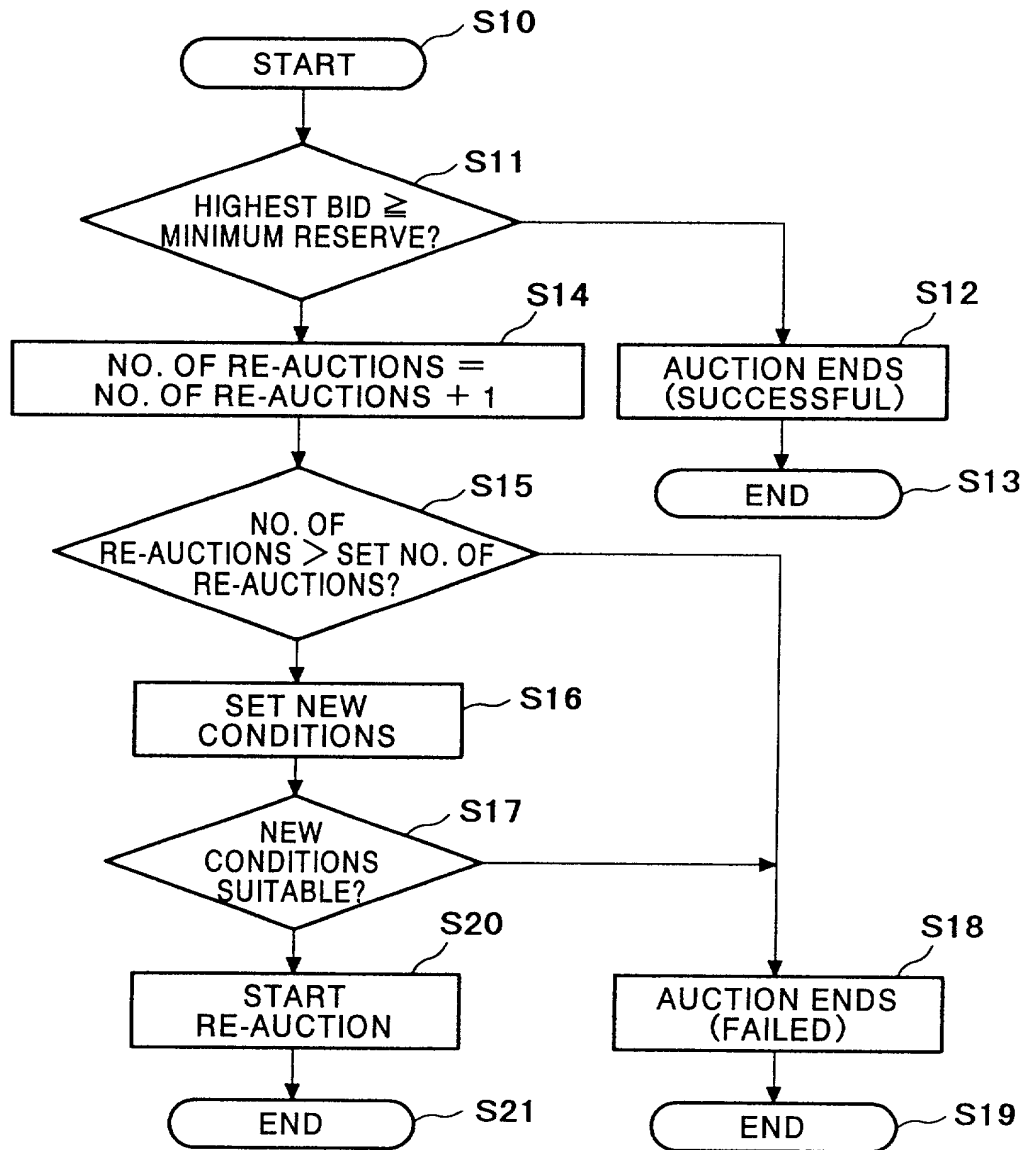 S10
START
S11
HIGHEST BID ≧
MINIMUM RESERVE?
S14
NO. OF RE-AUCTIONS =
NO. OF RE-AUCTIONS + 1
S12
AUCTION ENDS
(SUCCESSFUL)
END
S13
S15
NO. OF
RE-AUCTIONS > SET NO. OF
RE-AUCTIONS?
SET NEW
CONDITIONS
S16
S17
NEW
CONDITIONS
SUITABLE?
S20
START
RE-AUCTION
S18
AUCTION ENDS
(FAILED)
END
S21
END
S19